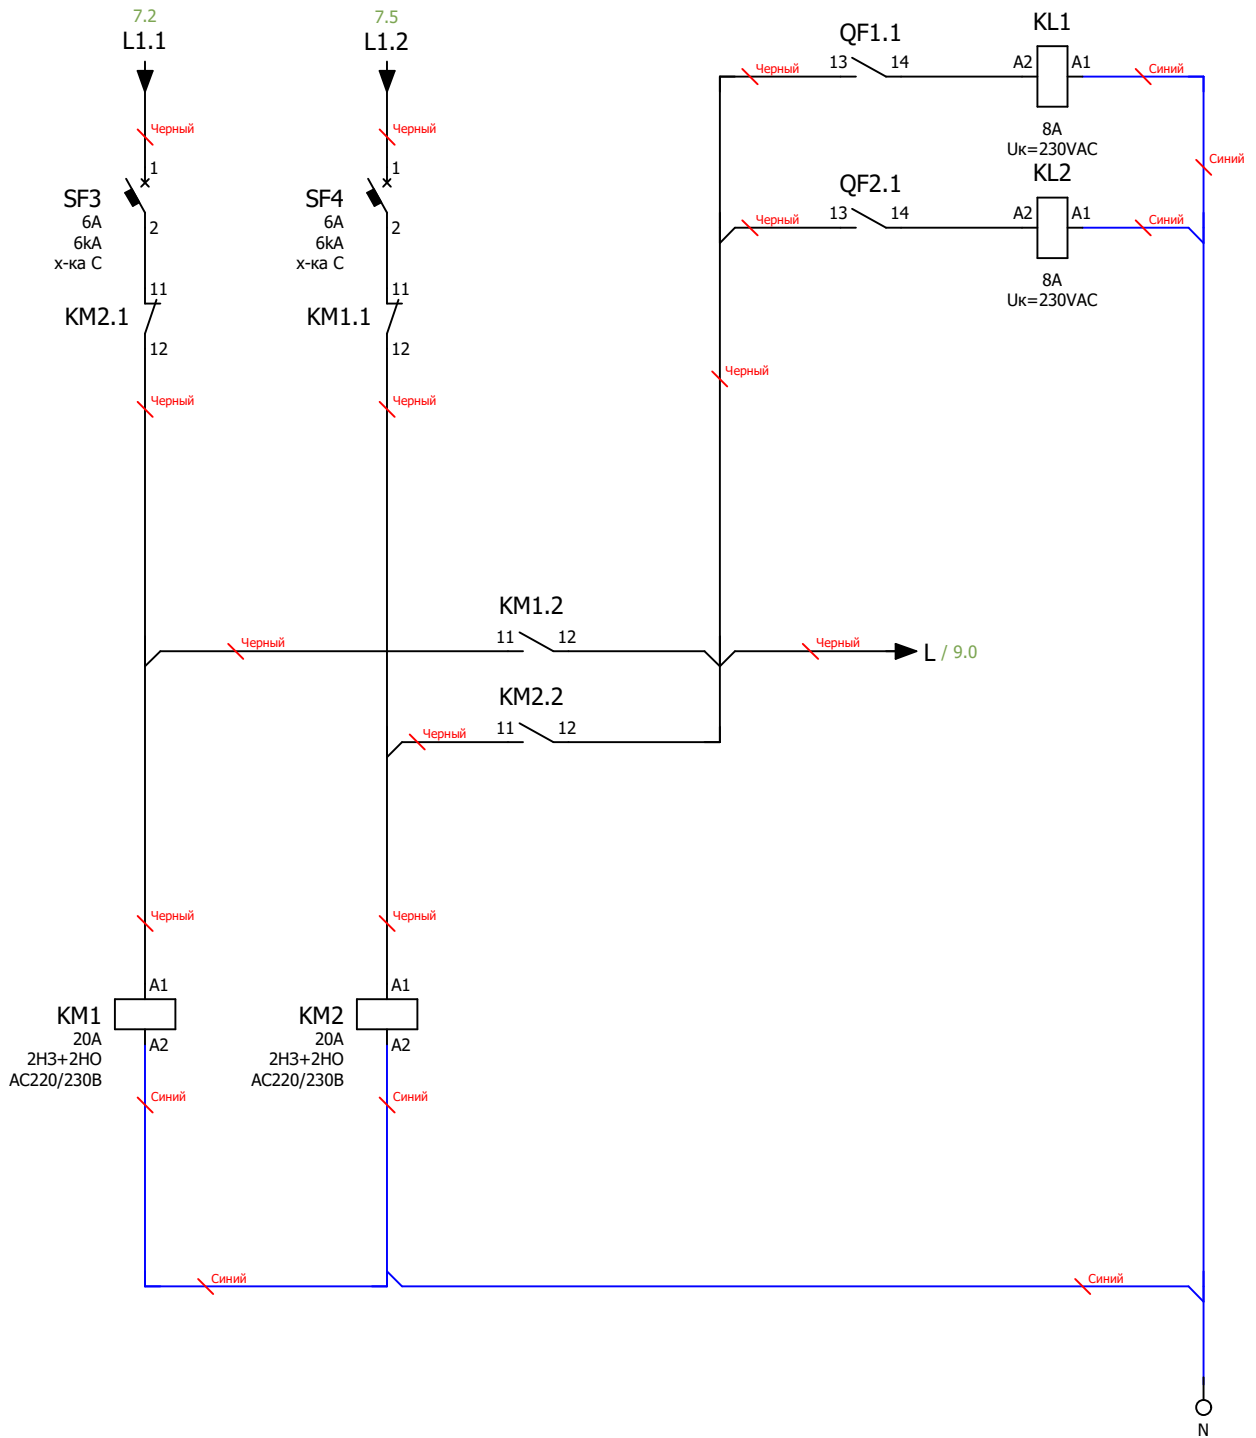 7.2
L1.1
7.5
L1.2
QF1.1
KL1
Черный
13
14
A2
A1
Синий
8A
Uк=230VAC
Черный
Черный
Синий
1
1
SF3
6A
6kA
х-ка C
2
SF4
6A
6kA
х-ка C
2
QF2.1
KL2
Черный
13
14
A2
A1
Синий
8A
Uк=230VAC
11
KM2.1
12
11
KM1.1
12
Черный
Черный
Черный
KM1.2
Черный
11
12
Черный
L / 9.0
KM2.2
Черный
11
12
Черный
Черный
A1
KM1
20A
A2
2НЗ+2НО
AC220/230В
A1
KM2
20A
A2
2НЗ+2НО
AC220/230В
Синий
Синий
Синий
Синий
N